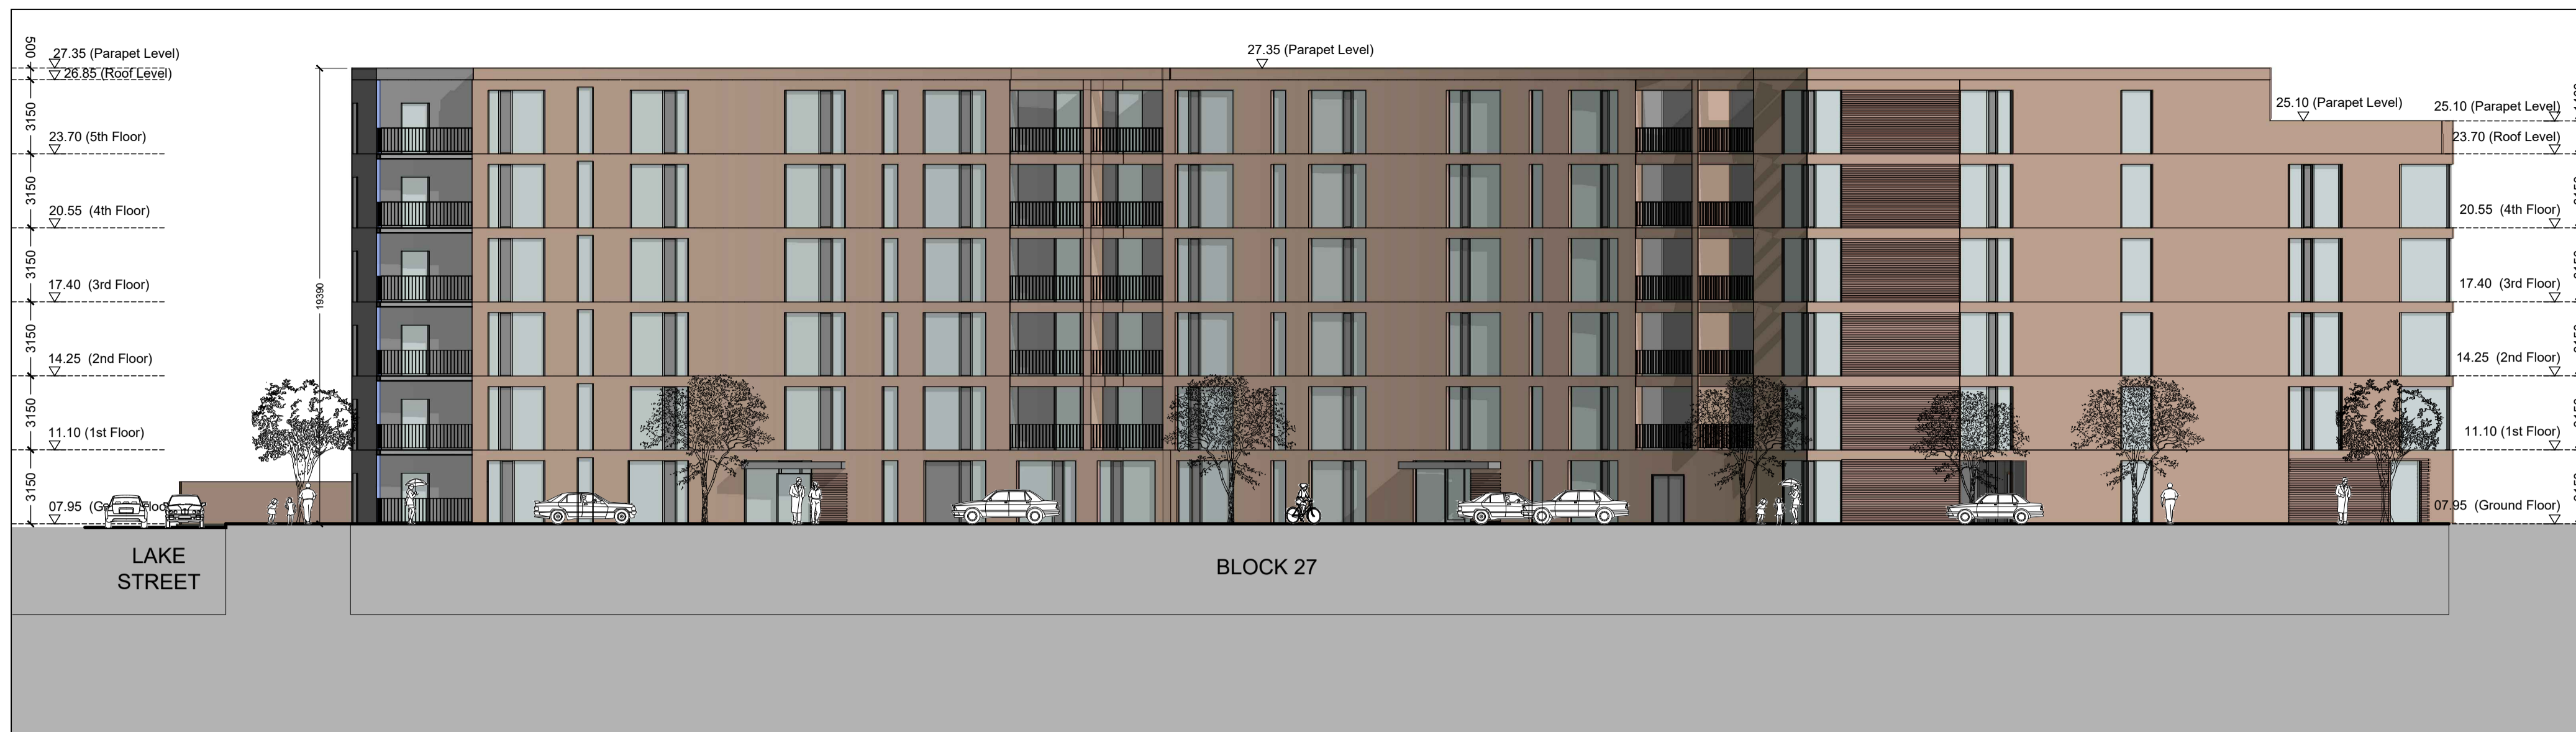 500
27.35 (Parapet Level)
26.85 (Roof Level)
3150
23.70 (5th Floor)
3150
20.55 (4th Floor)
3150
17.40 (3rd Floor)
3150
14.25 (2nd Floor)
3150
11.10 (1st Floor)
3150
07.95
19390
27.35 (Parapet Level)
25.10 (Parapet Level)
25.10 (Parapet Level)
23.70 (Roof Level)
20.55 (4th Floor)
17.40 (3rd Floor)
14.25 (2nd Floor)
11.10 (1st Floor)
07.95 (Ground Floor)
LAKE
STREET
BLOCK 27